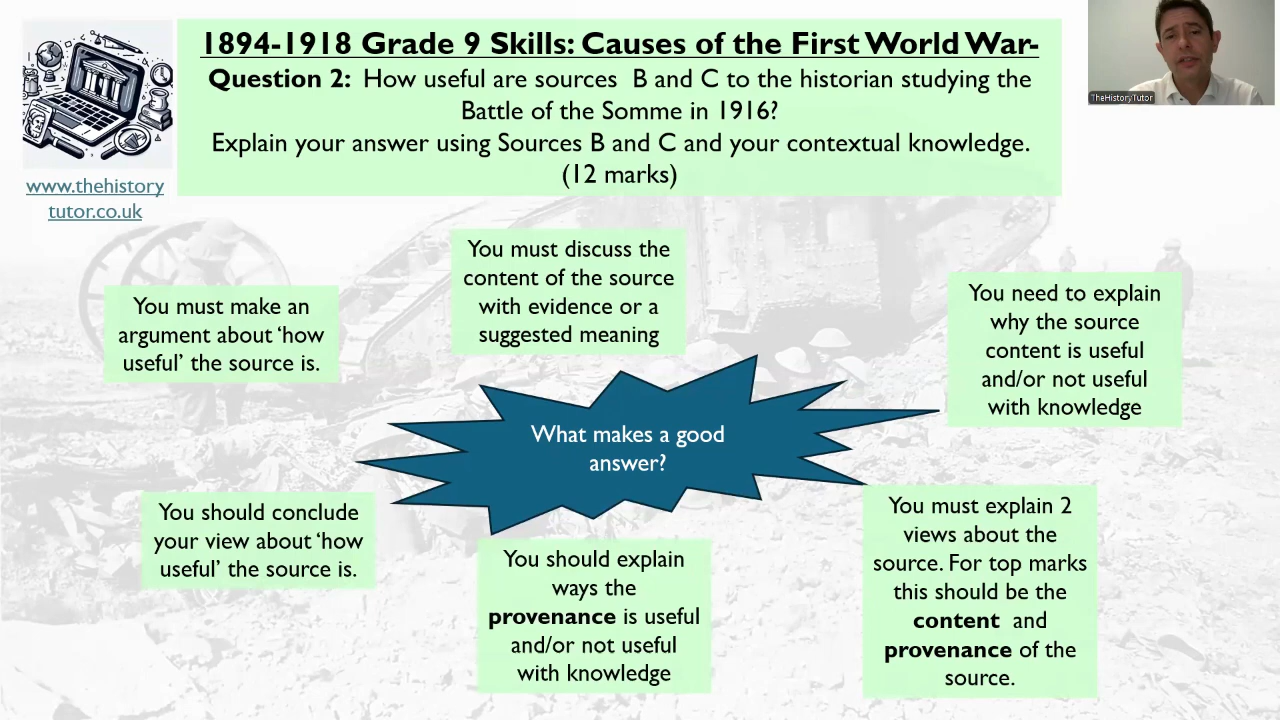 1894-1918 Grade 9 Skills: Causes of the First World War-
Question 2: How useful are sources B and C to the historian studying the
Battle of the Somme in 1916?
Explain your answer using Sources B and C and your contextual knowledge.
(12 marks)
TheHistoryTutor
www.thehistory
tutor.co.uk
You must discuss the
content of the source
with evidence or a
suggested meaning
You must make an
argument about ‘how
useful’ the source is.
You need to explain
why the source
content is useful
and/or not useful
with knowledge
What makes a good
answer?
You should conclude
your view about ‘how
useful’ the source is.
You should explain
ways the
provenance is useful
and/or not useful
with knowledge
You must explain 2
views about the
source. For top marks
this should be the
content and
provenance of the
source.